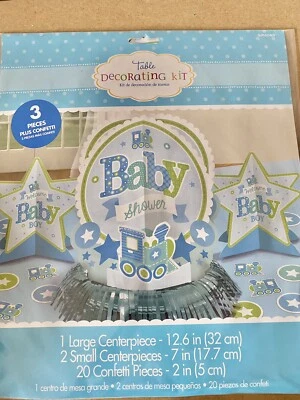 Table
DECORATING KIT
Kit de decoración de mesas
3
PIECES
PLUS CONFETTI
Baby
Shower
Welcome
Baby
BOY
Baby
BOY
1 Large Centerpiece - 12.6 in (32 cm)
2 Small Centerpieces - 7 in (17.7 cm)
20 Confetti Pieces - 2 in (5 cm)
1 centro de mesa grande • 2 centros de mesa pequeños • 20 piezas de confeti